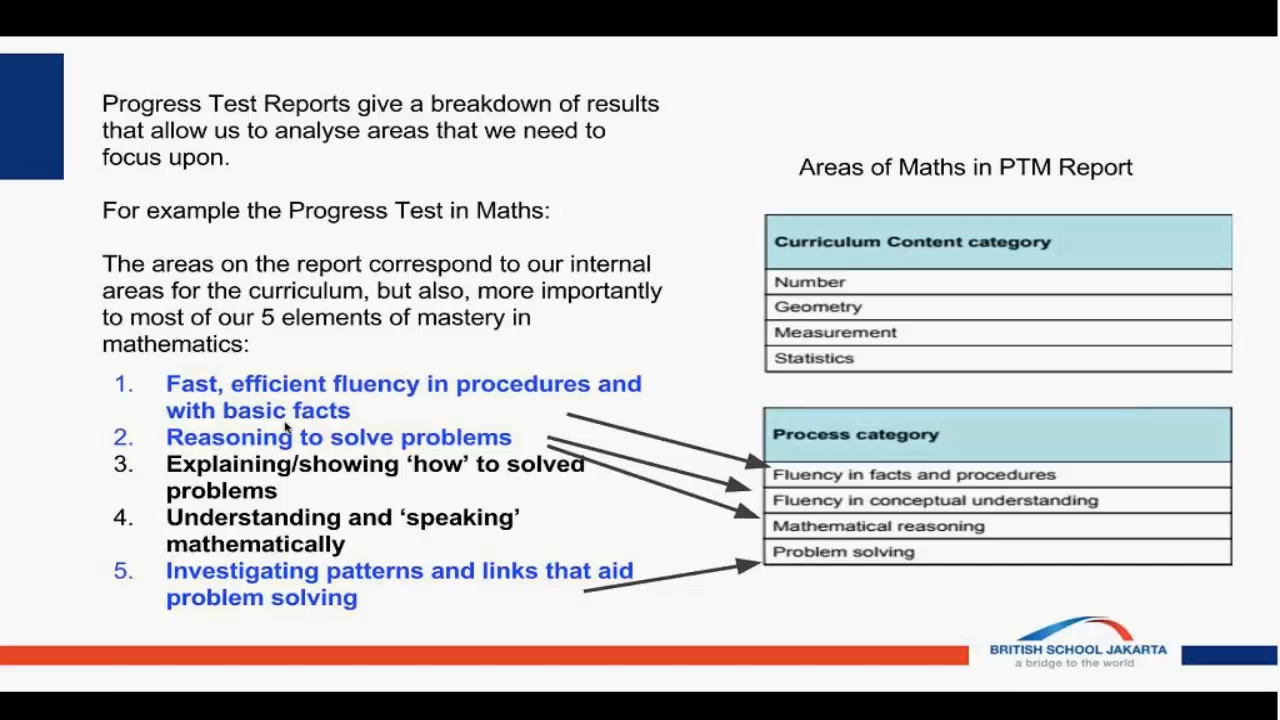 Progress Test Reports give a breakdown of results
that allow us to analyse areas that we need to
focus upon.
For example the Progress Test in Maths:
The areas on the report correspond to our internal
areas for the curriculum, but also, more importantly
to most of our 5 elements of mastery in
mathematics:
1. Fast, efficient fluency in procedures and
with basic facts
2. Reasoning to solve problems
3. Explaining/showing ‘how’ to solved
problems
4. Understanding and ‘speaking’
mathematically
5. Investigating patterns and links that aid
problem solving
Areas of Maths in PTM Report
Curriculum Content category
Number
Geometry
Measurement
Statistics
Process category
Fluency in facts and procedures
Fluency in conceptual understanding
Mathematical reasoning
Problem solving
BRITISH SCHOOL JAKARTA
a bridge to the world